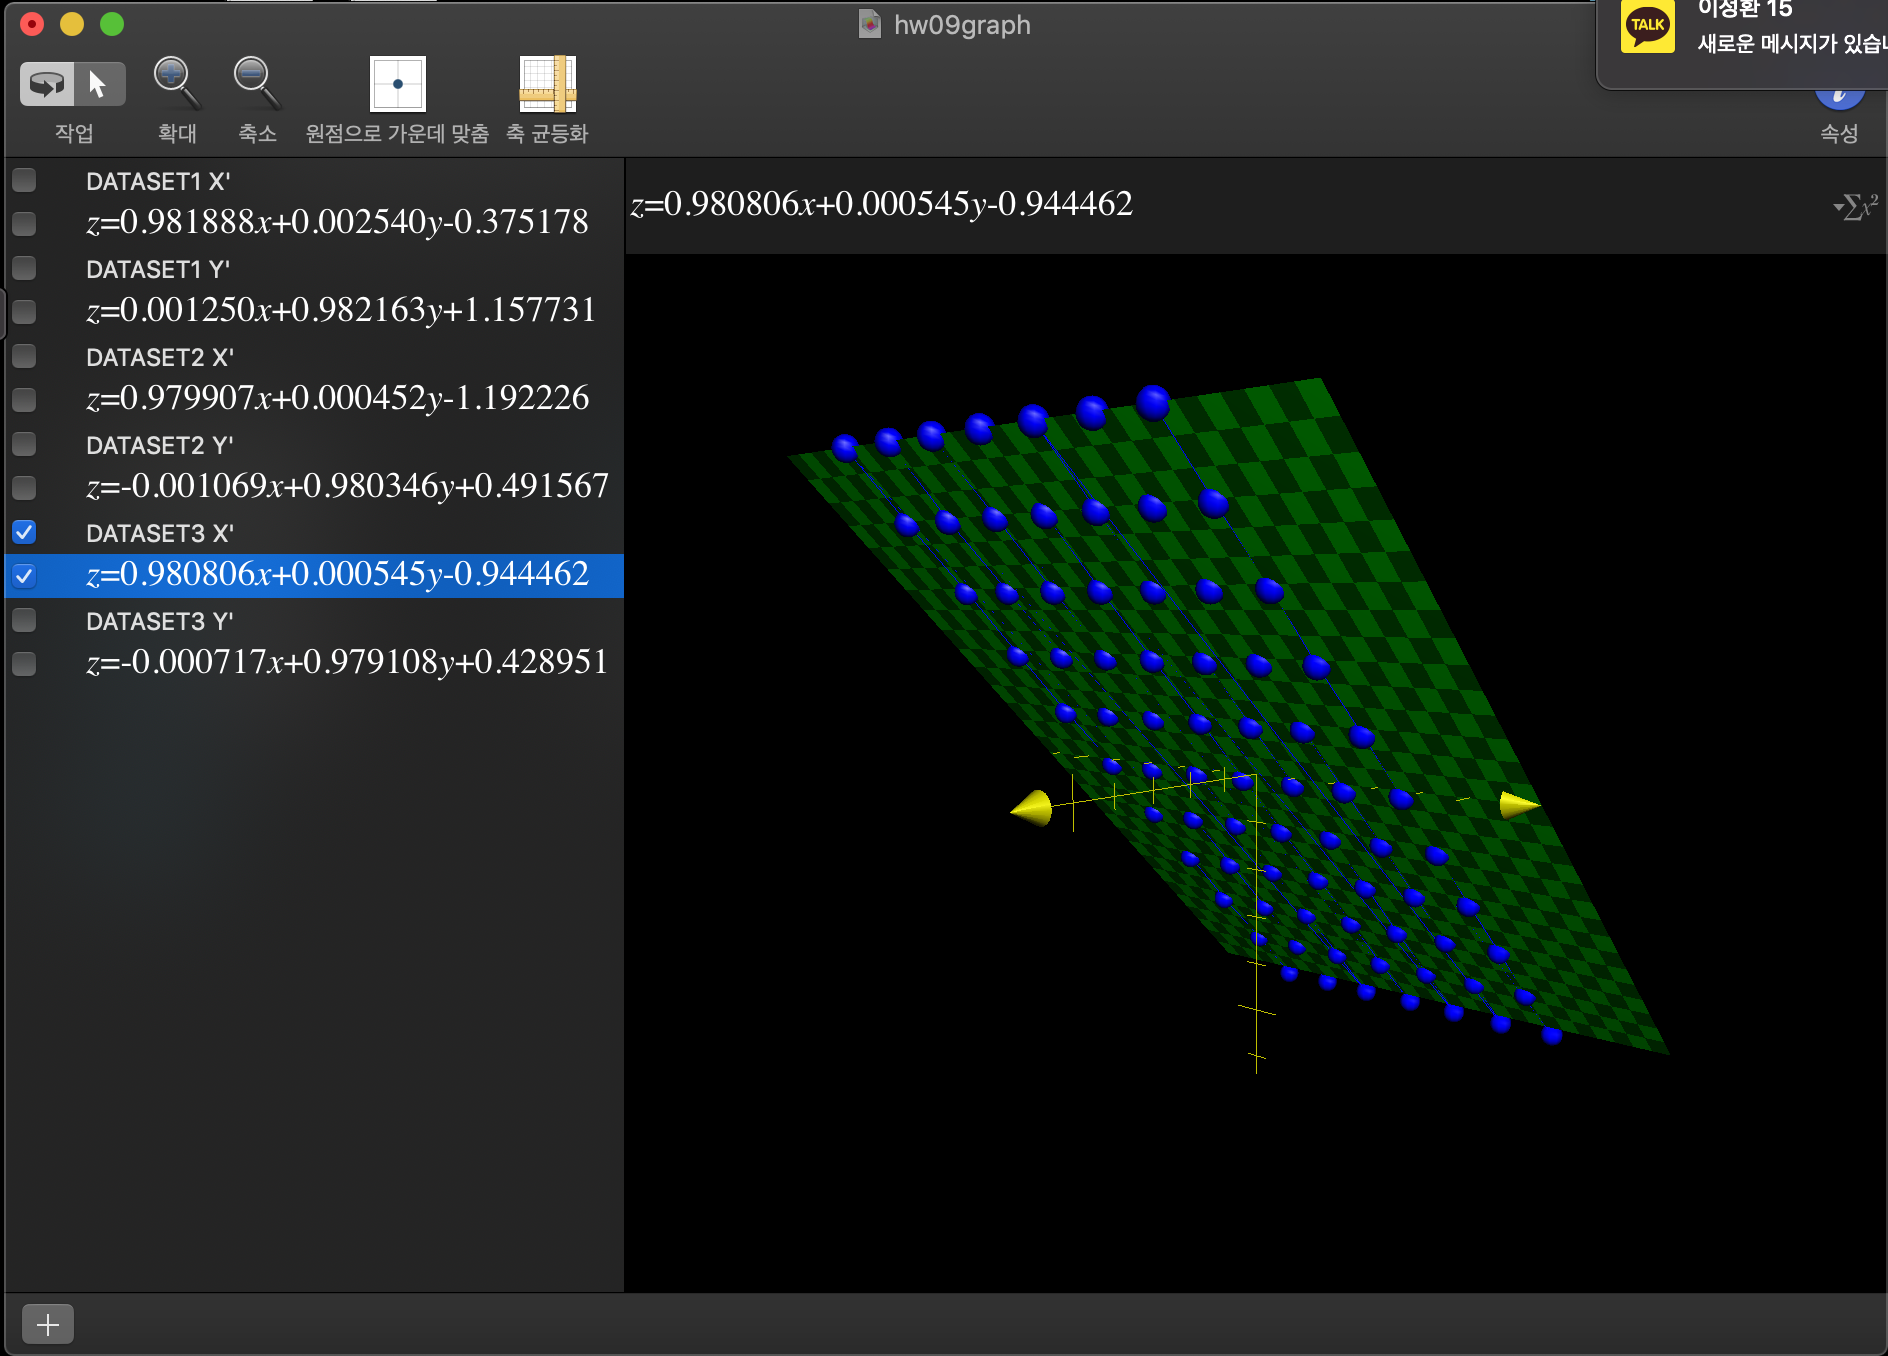 hw09graph
TALK
이성환 15
새로운 메시지가 있습
작업
확대
축소
원점으로 가운데 맞춤
축 균등화
속성
DATASET1 X'
z=0.981888x+0.002540y-0.375178
DATASET1 Y'
z=0.001250x+0.982163y+1.157731
DATASET2 X'
z=0.979907x+0.000452y-1.192226
DATASET2 Y'
z=-0.001069x+0.980346y+0.491567
DATASET3 X'
z=0.980806x+0.000545y-0.944462
DATASET3 Y'
z=-0.000717x+0.979108y+0.428951
z=0.980806x+0.000545y-0.944462
Σx²